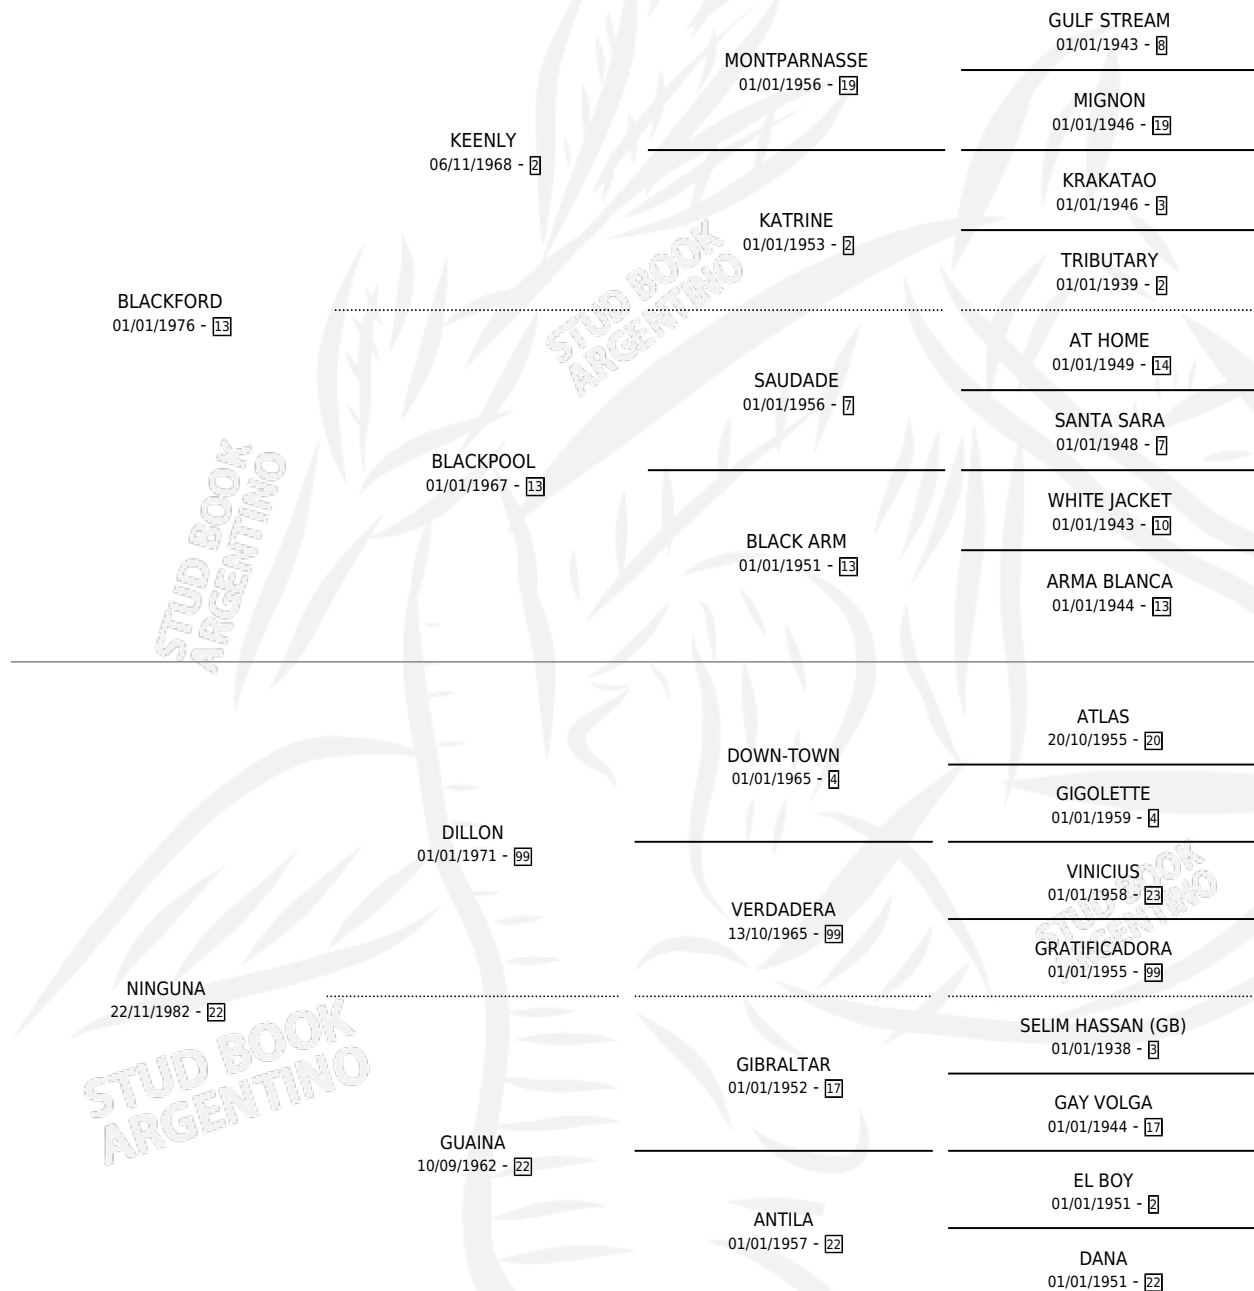 GULF STREAM
01/01/1943 - 8
MONTPARNASSE
01/01/1956 - 19
MIGNON
01/01/1946 - 19
KEENLY
06/11/1968 - 2
KRAKATAO
01/01/1946 - 3
KATRINE
01/01/1953 - 2
TRIBUTARY
01/01/1939 - 2
BLACKFORD
01/01/1976 - 13
STUD BOOK
ARGENTINO
AT HOME
01/01/1949 - 14
SAUDADE
01/01/1956 - 7
SANTA SARA
01/01/1948 - 7
BLACKPOOL
01/01/1967 - 13
WHITE JACKET
01/01/1943 - 10
BLACK ARM
01/01/1951 - 13
ARMA BLANCA
01/01/1944 - 13
STUD BOOK
ARGENTINO
ATLAS
20/10/1955 - 20
DOWN-TOWN
01/01/1965 - 4
GIGOLETTE
01/01/1959 - 4
DILLON
01/01/1971 - 99
VINICIUS
01/01/1958 - 23
VERDADERA
13/10/1965 - 99
STUD BOOK
ARGENTINO
GRATIFICADORA
01/01/1955 - 99
NINGUNA
22/11/1982 - 22
STUD BOOK
ARGENTINO
SELIM HASSAN (GB)
01/01/1938 - 3
GIBRALTAR
01/01/1952 - 17
GAY VOLGA
01/01/1944 - 17
GUAINA
10/09/1962 - 22
EL BOY
01/01/1951 - 2
ANTILA
01/01/1957 - 22
DANA
01/01/1951 - 22